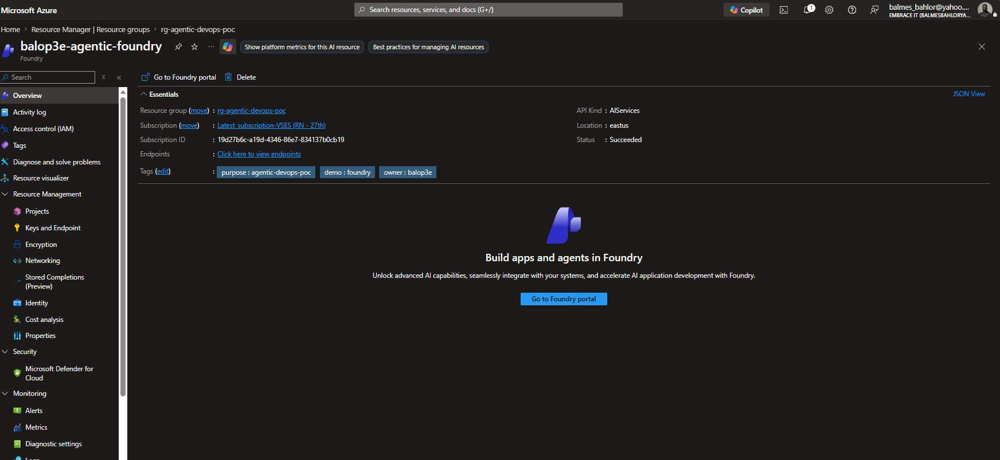 Microsoft Azure
Search resources, services, and docs (G+/)
Copilot
1
balmes_bahlor@yahoo....
EMBRACE IT (BALMESBAHLORYA...
Home > Resource Manager | Resource groups > rg-agentic-devops-poc
balop3e-agentic-foundry
...
Show platform metrics for this AI resource
Best practices for managing AI resources
Foundry
Search
Go to Foundry portal
Delete
Overview
Activity log
Access control (IAM)
Tags
Diagnose and solve problems
Resource visualizer
Resource Management
Projects
Keys and Endpoint
Encryption
Networking
Stored Completions
(Preview)
Identity
Cost analysis
Properties
Security
Microsoft Defender for
Cloud
Monitoring
Alerts
Metrics
Diagnostic settings
Logs
Essentials
JSON View
Resource group (move) : rg-agentic-devops-poc
Subscription (move) : Latest subscription-VSES (RN - 27th)
Subscription ID : 19d27b6c-a19d-4346-86e7-834137b0cb19
Endpoints : Click here to view endpoints
Tags (edit) : purpose : agentic-devops-poc demo : foundry owner : balop3e
API Kind : AIServices
Location : eastus
Status : Succeeded
Build apps and agents in Foundry
Unlock advanced AI capabilities, seamlessly integrate with your systems, and accelerate AI application development with Foundry.
Go to Foundry portal